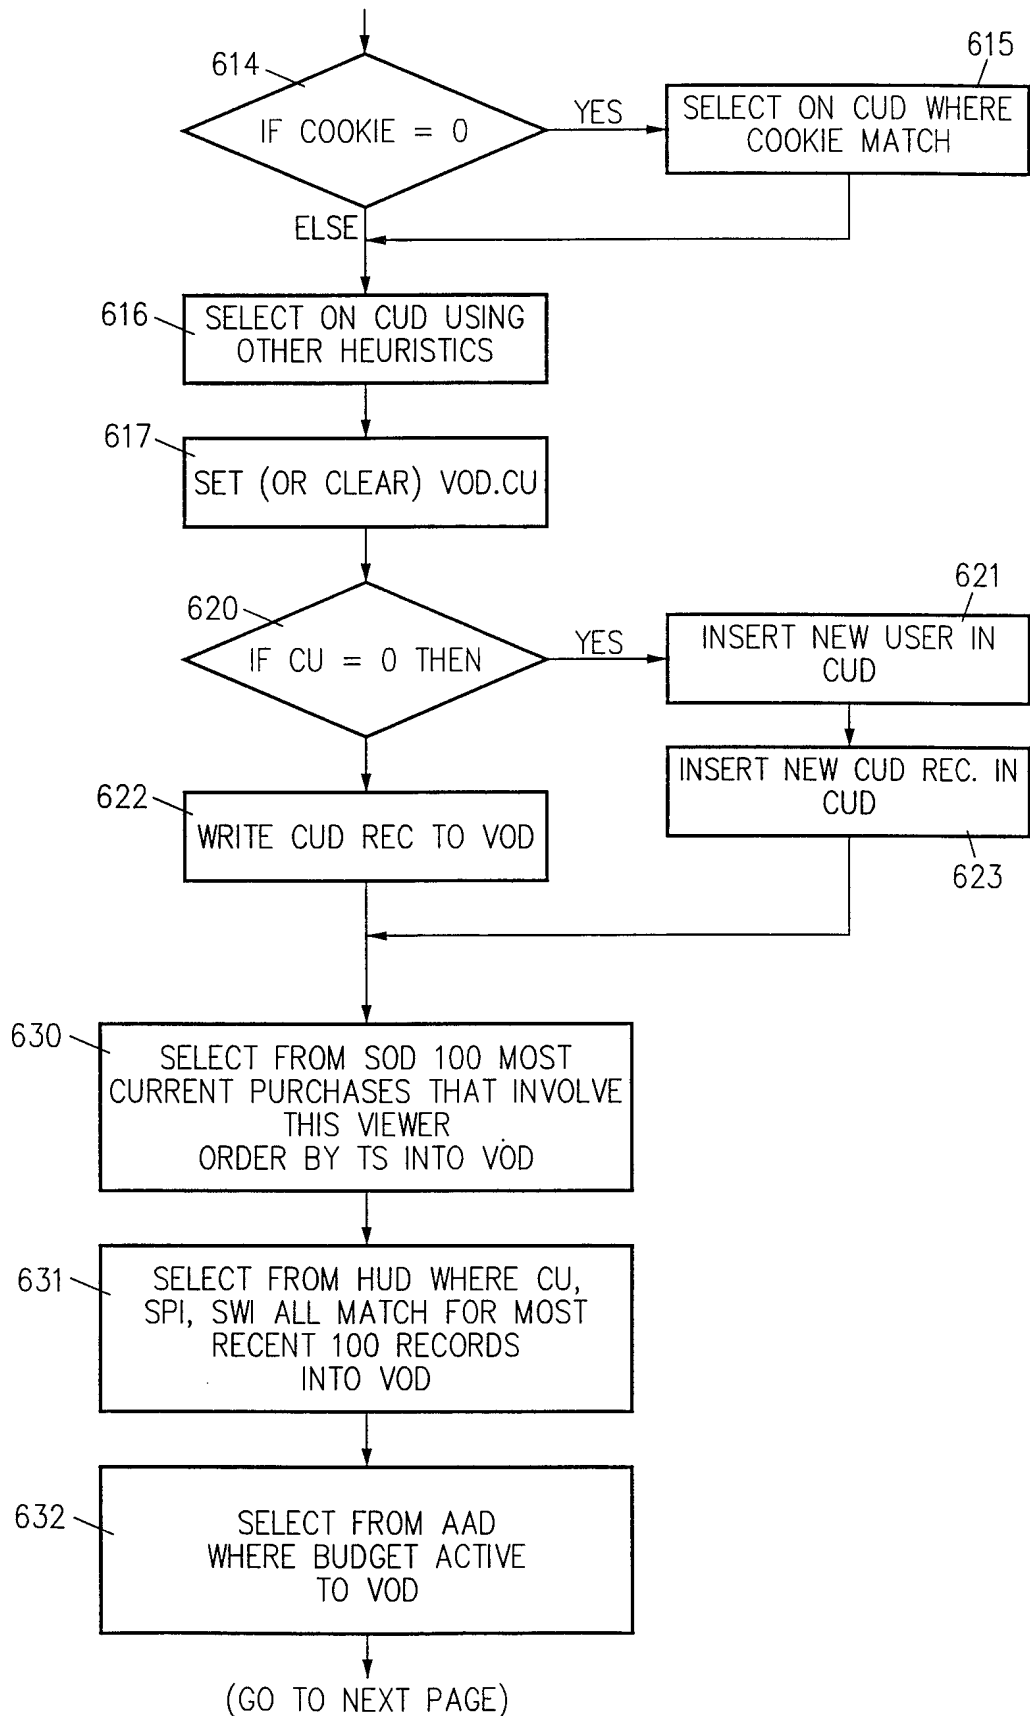 614
IF COOKIE = 0
YES
615
SELECT ON CUD WHERE
COOKIE MATCH
ELSE
616
SELECT ON CUD USING
OTHER HEURISTICS
617
SET (OR CLEAR) VOD.CU
620
IF CU = 0 THEN
YES
621
INSERT NEW USER IN
CUD
INSERT NEW CUD REC. IN
CUD
623
622
WRITE CUD REC TO VOD
630
SELECT FROM SOD 100 MOST
CURRENT PURCHASES THAT INVOLVE
THIS VIEWER
ORDER BY TS INTO VOD
631
SELECT FROM HUD WHERE CU,
SPI, SWI ALL MATCH FOR MOST
RECENT 100 RECORDS
INTO VOD
632
SELECT FROM AAD
WHERE BUDGET ACTIVE
TO VOD
(GO TO NEXT PAGE)